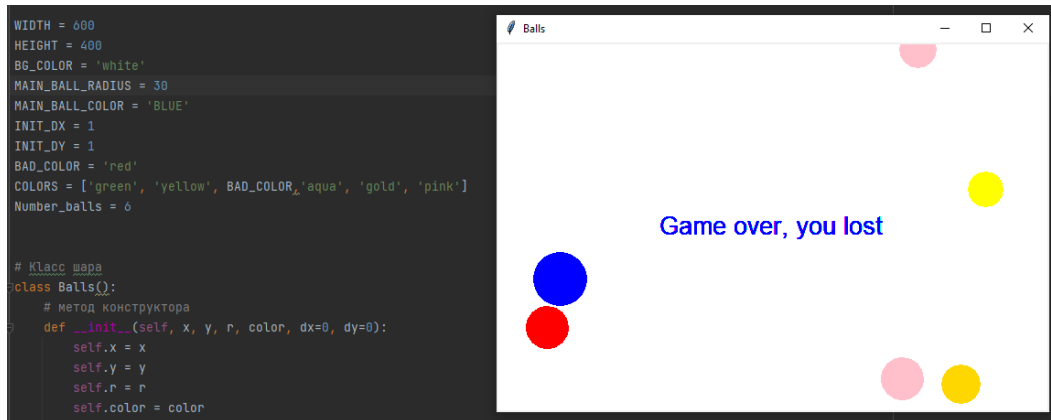 WIDTH = 600
HEIGHT = 400
BG_COLOR = 'white'
MAIN_BALL_RADIUS = 30
MAIN_BALL_COLOR = 'BLUE'
INIT_DX = 1
INIT_DY = 1
BAD_COLOR = 'red'
COLORS = ['green', 'yellow', BAD_COLOR,'aqua', 'gold', 'pink']
Number_balls = 6
# Класс шара
class Balls():
# метод конструктора
def __init__(self, x, y, r, color, dx=0, dy=0):
self.x = x
self.y = y
self.r = r
self.color = color
Balls
Game over, you lost